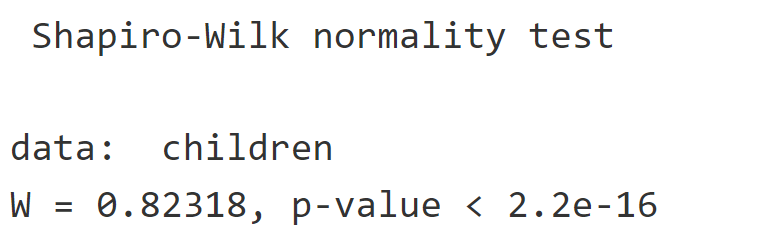 Shapiro-Wilk normality test
data:  children
W = 0.82318, p-value < 2.2e-16